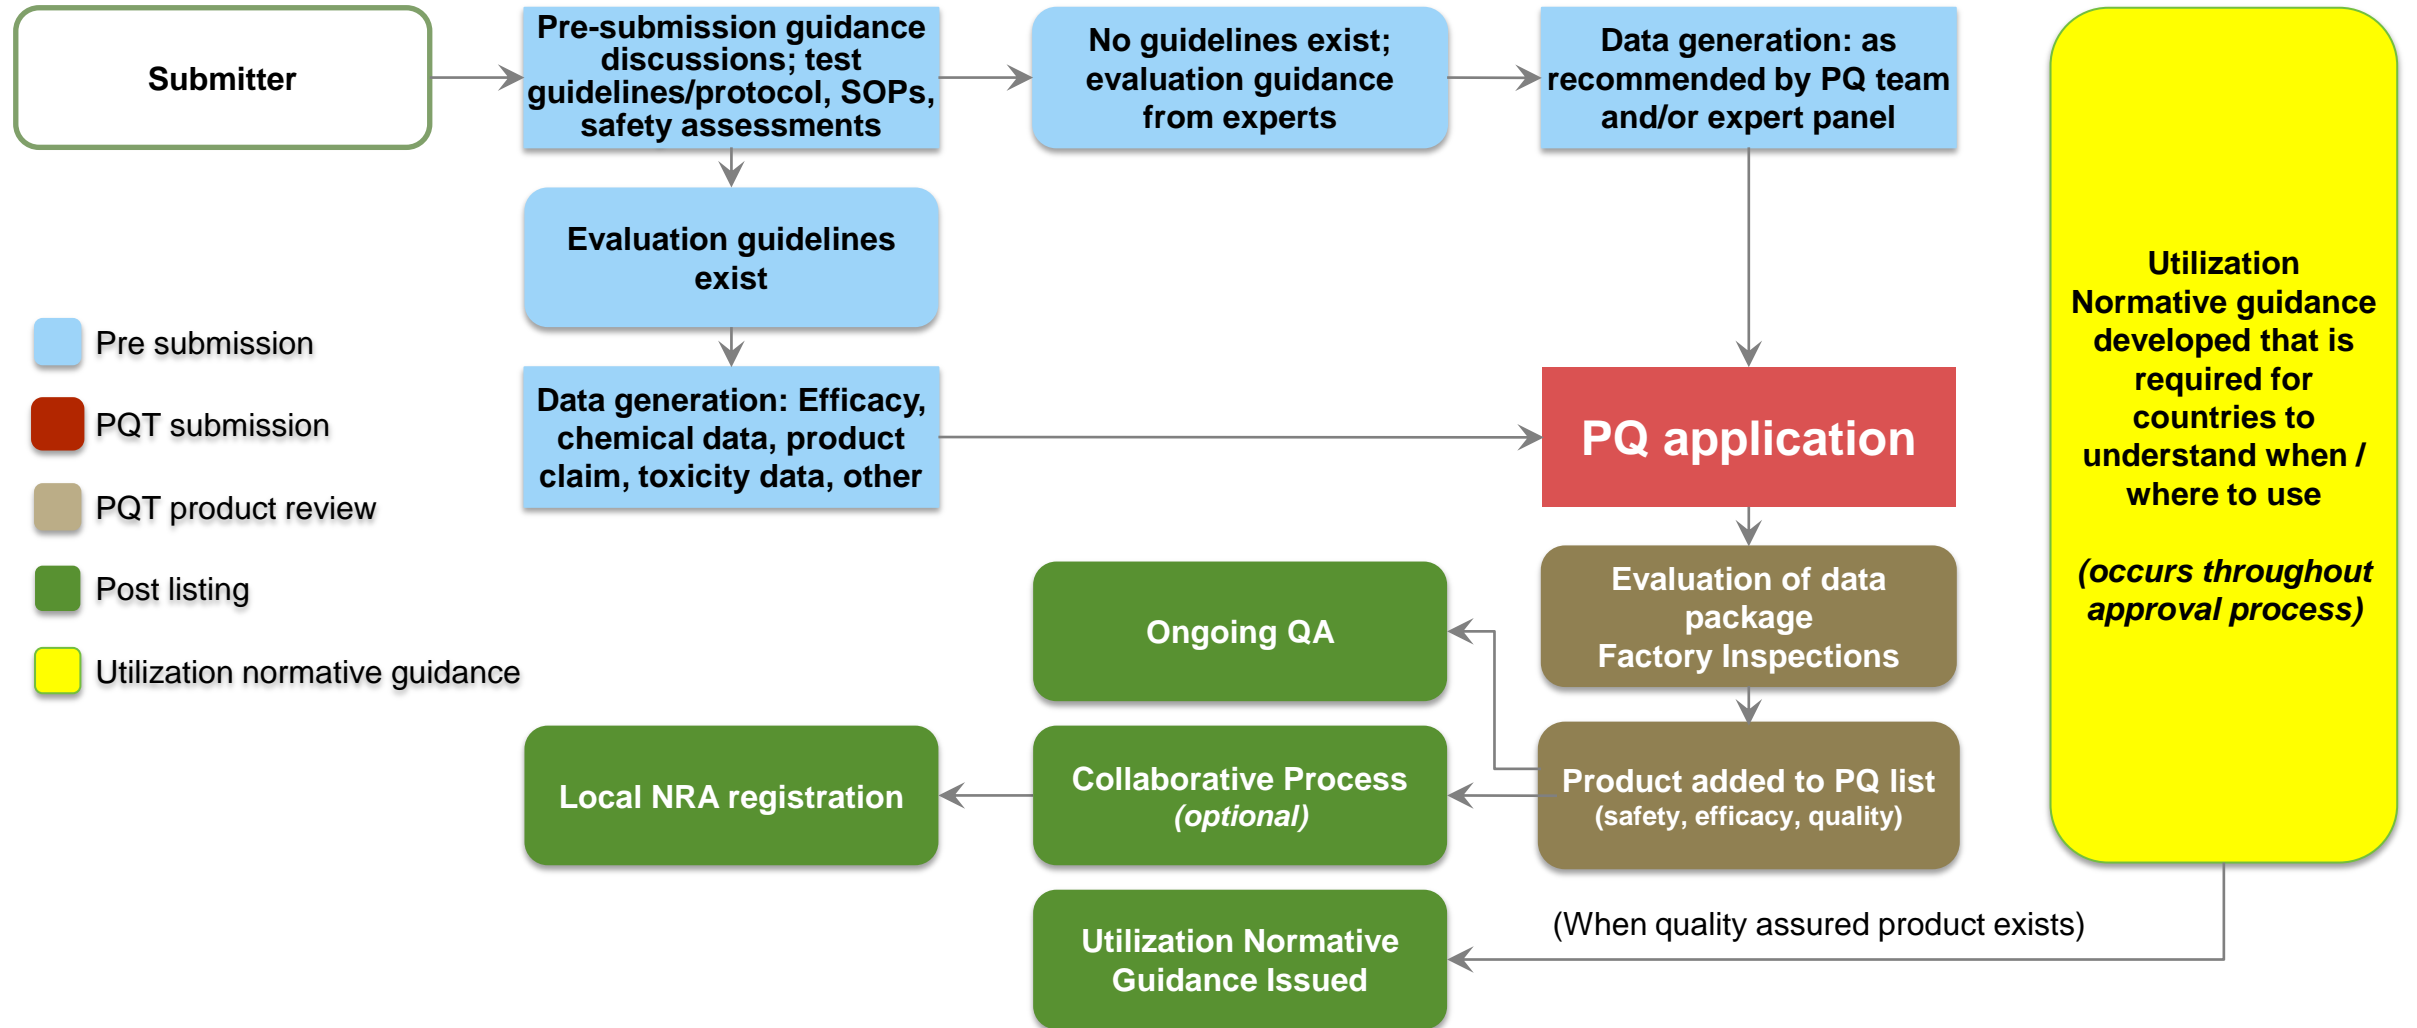 Submitter
Pre-submission guidance
discussions; test
guidelines/protocol, SOPs,
safety assessments
No guidelines exist;
evaluation guidance
from experts
Data generation: as
recommended by PQ team
and/or expert panel
Evaluation guidelines
exist
Data generation: Efficacy,
chemical data, product
claim, toxicity data, other
PQ application
Utilization
Normative guidance
developed that is
required for
countries to
understand when /
where to use
(occurs throughout
approval process)
Pre submission
PQT submission
PQT product review
Post listing
Utilization normative guidance
Evaluation of data
package
Factory Inspections
Ongoing QA
Product added to PQ list
(safety, efficacy, quality)
Collaborative Process
(optional)
Local NRA registration
(When quality assured product exists)
Utilization Normative
Guidance Issued